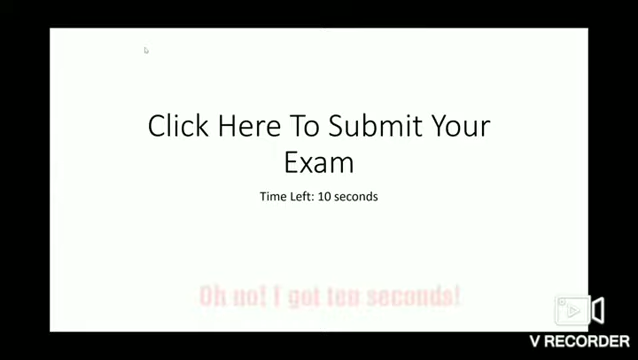 Click Here To Submit Your
Exam
Time Left: 10 seconds
Oh no! I got ten seconds!
V RECORDER